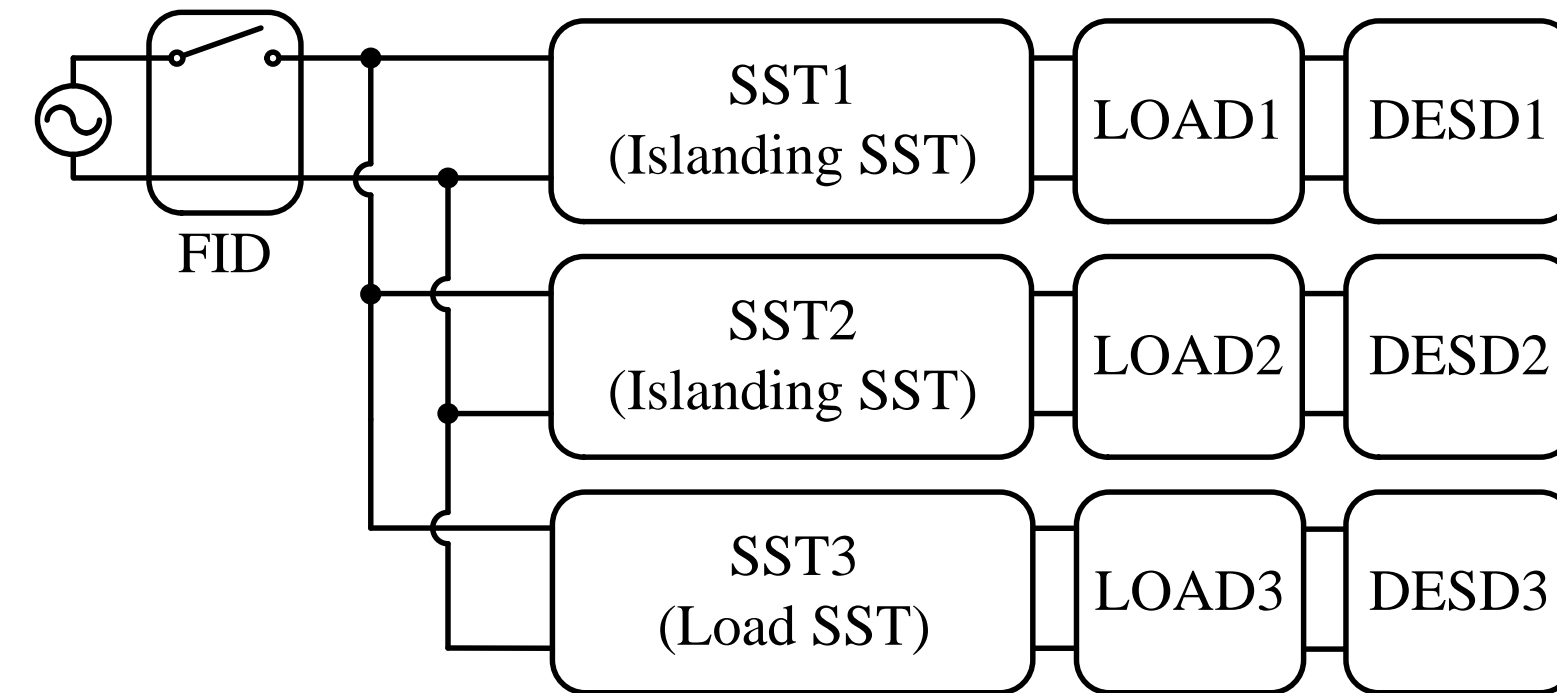 SST1
(Islanding SST)
LOAD1
DESD1
FID
SST2
(Islanding SST)
LOAD2
DESD2
SST3
(Load SST)
LOAD3
DESD3